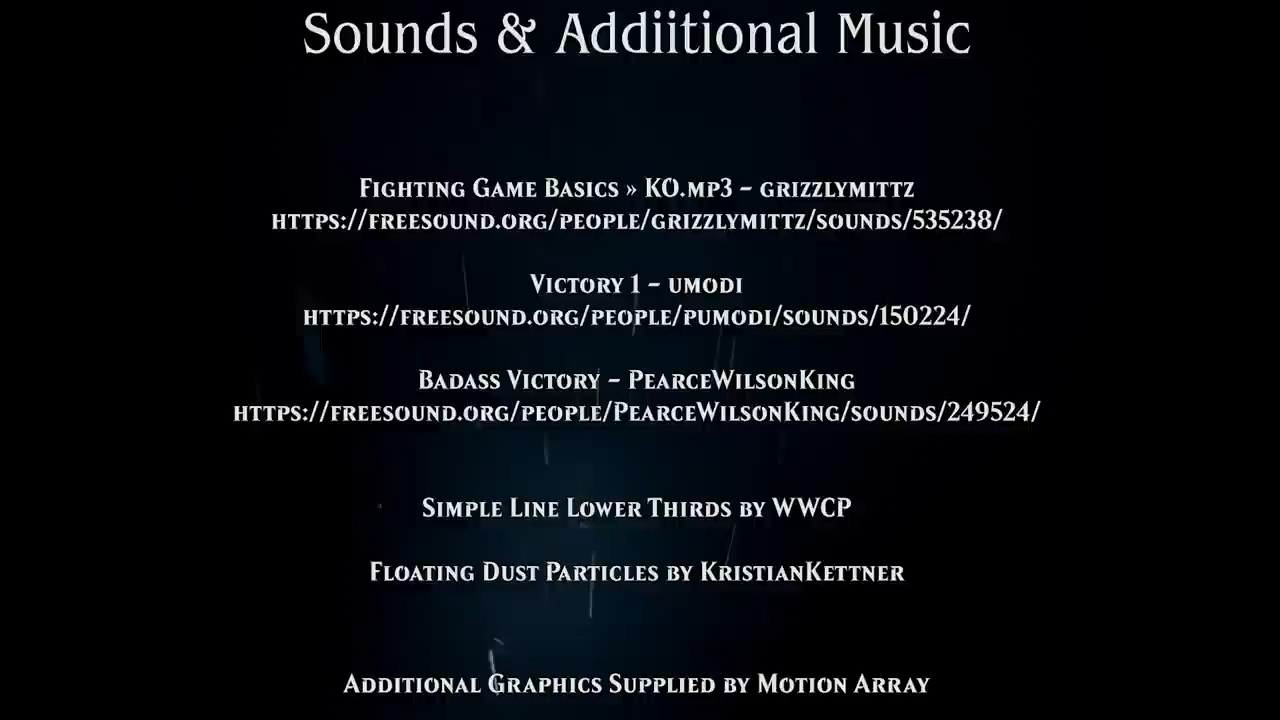 Sounds & Addiitional Music
Fighting Game Basics » KO.mp3 – grizzlymittz
https://freesound.org/people/grizzlymittz/sounds/535238/
Victory 1 – umodi
https://freesound.org/people/pumodi/sounds/150224/
Badass Victory – PearceWilsonKing
https://freesound.org/people/PearceWilsonKing/sounds/249524/
Simple Line Lower Thirds by WWCP
Floating Dust Particles by KristianKettner
Additional Graphics Supplied by Motion Array